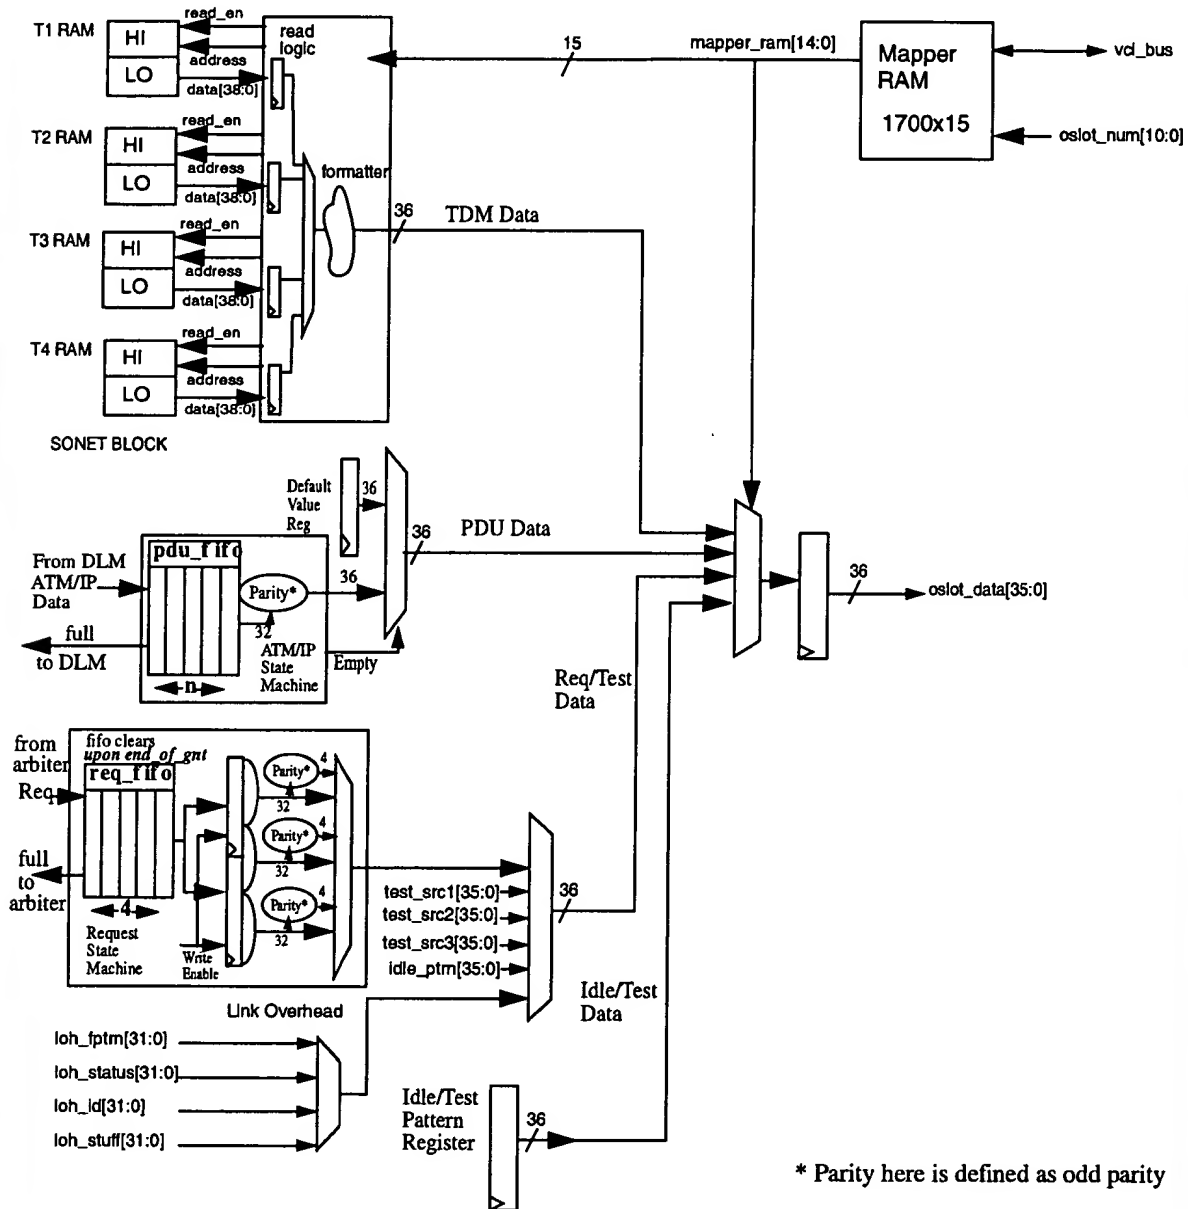 T1 RAM
HI
LO
read_en
address
data[38:0]
read
logic
15
mapper_ram[14:0]
Mapper
RAM
1700x15
vci_bus
oslot_num[10:0]
T2 RAM
HI
LO
read_en
address
data[38:0]
formatter
36
TDM Data
T3 RAM
HI
LO
read_en
address
data[38:0]
T4 RAM
HI
LO
read_en
address
data[38:0]
SONET BLOCK
Default
Value
Reg
36
36
PDU Data
From DLM
ATM/IP
Data
pdu_fifo
Parity*
36
32
full
to DLM
n
ATM/IP
State
Machine
Empty
36
oslot_data[35:0]
Req/Test
Data
from
arbiter
Req
fifo clears
upon end_of_gnt
req_fifo
Parity*
4
32
Parity*
4
32
Parity*
4
32
full
to
arbiter
4
Request
State
Machine
Write
Enable
test_src1[35:0]
test_src2[35:0]
test_src3[35:0]
idle_ptrn[35:0]
36
Idle/Test
Data
Link Overhead
loh_fptrn[31:0]
loh_status[31:0]
loh_id[31:0]
loh_stuff[31:0]
Idle/Test
Pattern
Register
36
* Parity here is defined as odd parity